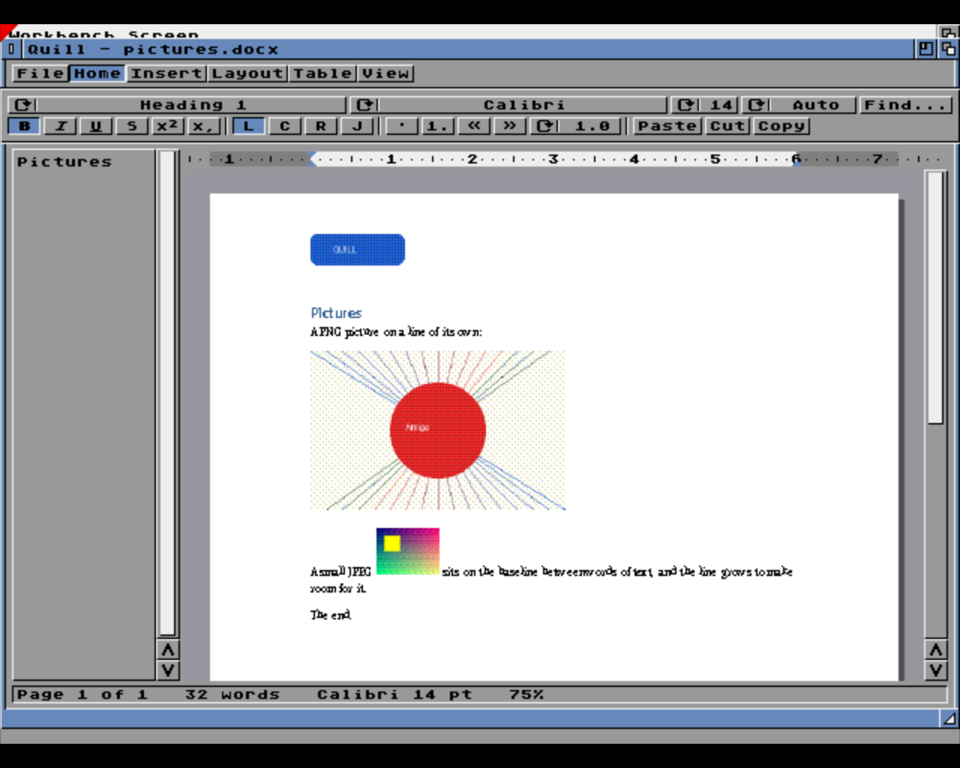 Workbench Screen
Quill - pictures.docx
File Home Insert Layout Table View
Heading 1 Calibri 14 Auto Find...
B I U S x² x, L C R J · 1. « » 1.0 Paste Cut Copy
Pictures
1 1 2 3 4 5 6 7
QUILL
Pictures
A PNG picture on a line of its own:
Amiga
A small JPEG sits on the baseline between words of text, and the line grows to make
room for it.
The end.
Page 1 of 1 32 words Calibri 14 pt 75%